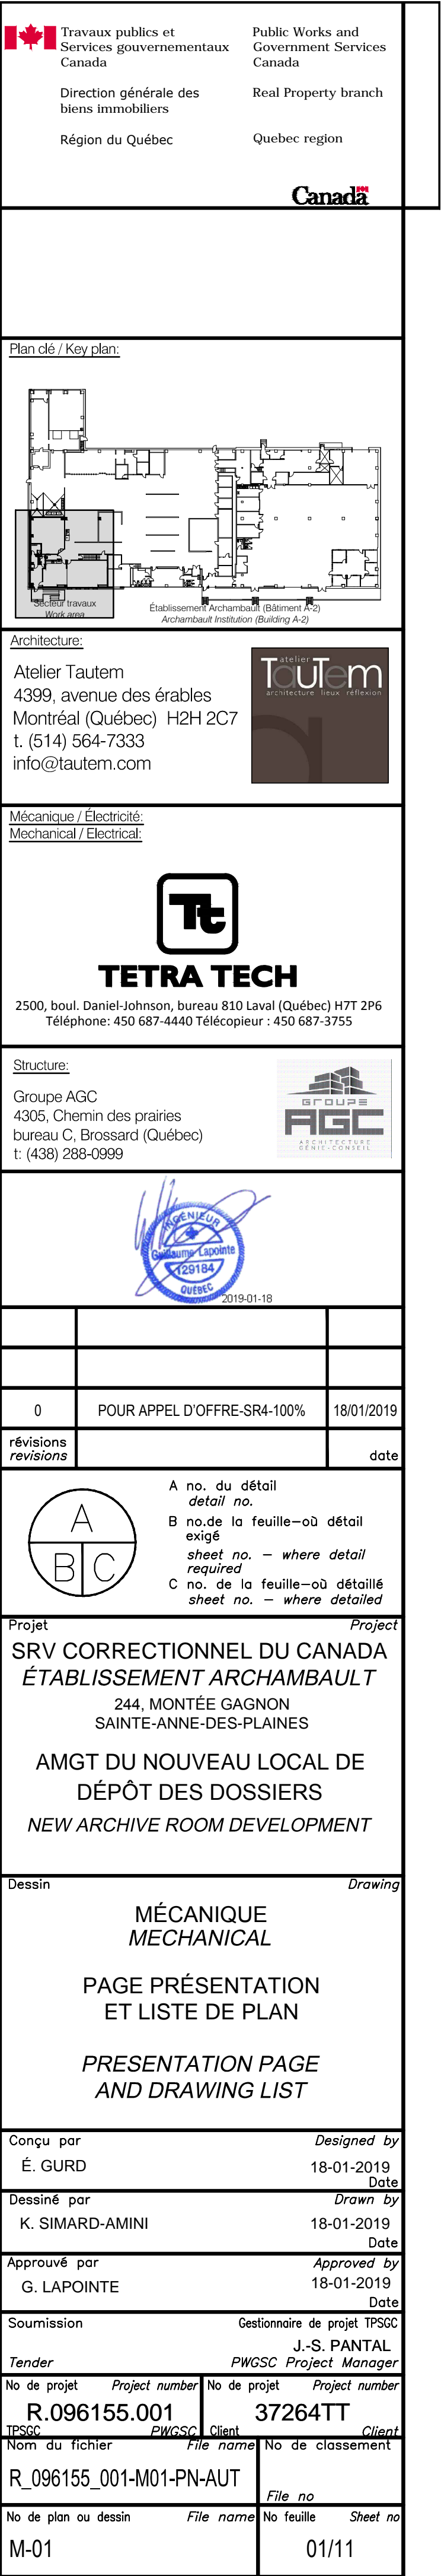 Travaux publics et
Services gouvernementaux
Canada
Public Works and
Government Services
Canada
Direction générale des
biens immobiliers
Real Property branch
Région du Québec
Quebec region
Canada
Plan clé / Key plan:
Secteur travaux
Work area
Établissement Archambault (Bâtiment A-2)
Archambault Institution (Building A-2)
Architecture:
Atelier Tautem
4399, avenue des érables
Montréal (Québec) H2H 2C7
t. (514) 564-7333
info@tautem.com
atelier
TauTem
architecture lieux réflexion
Mécanique / Électricité:
Mechanical / Electrical:
Tt
TETRA TECH
2500, boul. Daniel-Johnson, bureau 810 Laval (Québec) H7T 2P6
Téléphone: 450 687-4440 Télécopieur : 450 687-3755
Structure:
Groupe AGC
4305, Chemin des prairies
bureau C, Brossard (Québec)
t: (438) 288-0999
GROUPE
AGC
ARCHITECTURE
GÉNIE-CONSEIL
INGÉNIEUR
Guillaume Lapointe
129184
QUÉBEC
2019-01-18
0 POUR APPEL D'OFFRE-SR4-100% 18/01/2019
révisions
revisions
date
A
B C
A no. du détail
detail no.
B no.de la feuille–où détail
exigé
sheet no. – where detail
required
C no. de la feuille–où détaillé
sheet no. – where detailed
Projet Project
SRV CORRECTIONNEL DU CANADA
ÉTABLISSEMENT ARCHAMBAULT
244, MONTÉE GAGNON
SAINTE-ANNE-DES-PLAINES
AMGT DU NOUVEAU LOCAL DE
DÉPÔT DES DOSSIERS
NEW ARCHIVE ROOM DEVELOPMENT
Dessin Drawing
MÉCANIQUE
MECHANICAL
PAGE PRÉSENTATION
ET LISTE DE PLAN
PRESENTATION PAGE
AND DRAWING LIST
Conçu par Designed by
É. GURD 18-01-2019
Date
Dessiné par Drawn by
K. SIMARD-AMINI 18-01-2019
Date
Approuvé par Approved by
G. LAPOINTE 18-01-2019
Date
Soumission Gestionnaire de projet TPSGC
J.-S. PANTAL
Tender PWGSC Project Manager
No de projet Project number
R.096155.001
TPSGC PWGSC
No de projet Project number
37264TT
Client Client
Nom du fichier File name
R_096155_001-M01-PN-AUT
No de classement
File no
No de plan ou dessin File name
M-01
No feuille Sheet no
01/11